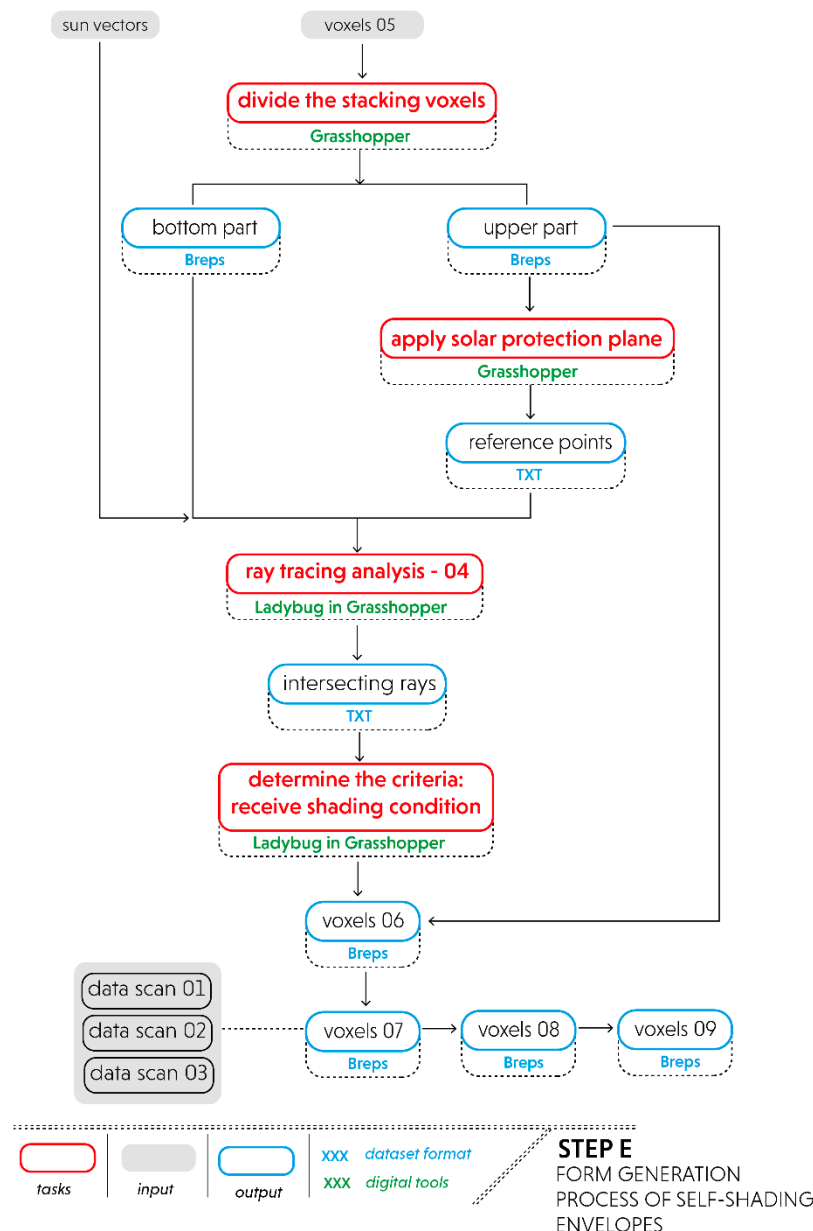 sun vectors
voxels 05
divide the stacking voxels
Grasshopper
bottom part
Breps
upper part
Breps
apply solar protection plane
Grasshopper
reference points
TXT
ray tracing analysis - 04
Ladybug in Grasshopper
intersecting rays
TXT
determine the criteria:
receive shading condition
Ladybug in Grasshopper
voxels 06
Breps
data scan 01
data scan 02
data scan 03
voxels 07
Breps
voxels 08
Breps
voxels 09
Breps
tasks
input
output
XXX dataset format
XXX digital tools
STEP E
FORM GENERATION
PROCESS OF SELF-SHADING
ENVELOPES